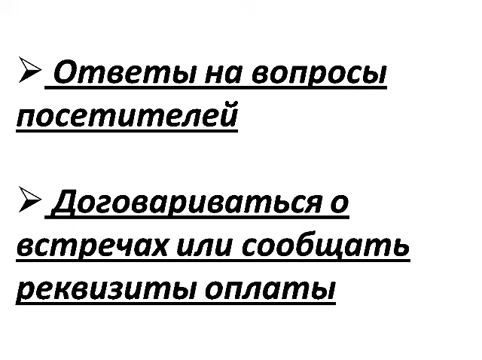 ➢ Ответы на вопросы
посетителей
➢ Договариваться о
встречах или сообщать
реквизиты оплаты